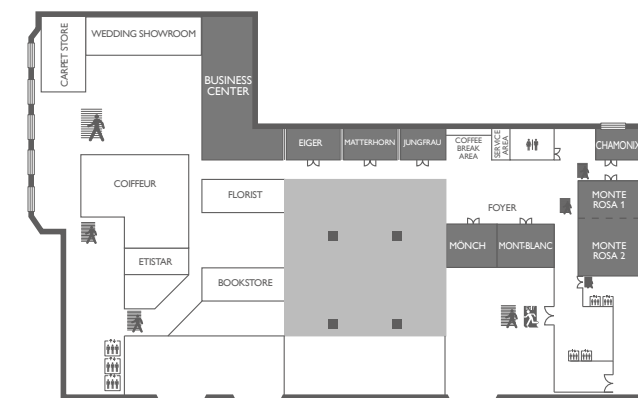 CARPET STORE
WEDDING SHOWROOM
BUSINESS
CENTER
EIGER
MATTERHORN
JUNGFRAU
COFFEE
BREAK
AREA
SERVICE
AREA
CHAMONIX
COIFFEUR
FLORIST
MONTE
ROSA 1
FOYER
ETISTAR
MÖNCH
MONT-BLANC
MONTE
ROSA 2
BOOKSTORE